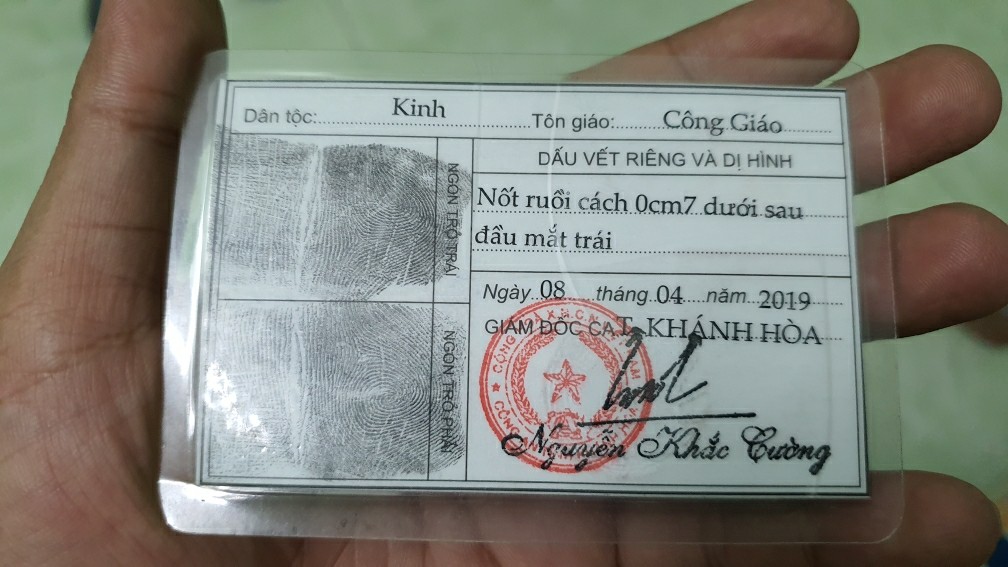 Dân tộc: Kinh Tôn giáo: Công Giáo
NGÓN TRỎ TRÁI
NGÓN TRỎ PHẢI
DẤU VẾT RIÊNG VÀ DỊ HÌNH
Nốt ruồi cách 0cm7 dưới sau
đầu mắt trái
Ngày 08 tháng 04 năm 2019
GIÁM ĐỐC CAT KHÁNH HÒA
Nguyễn Khắc Cường